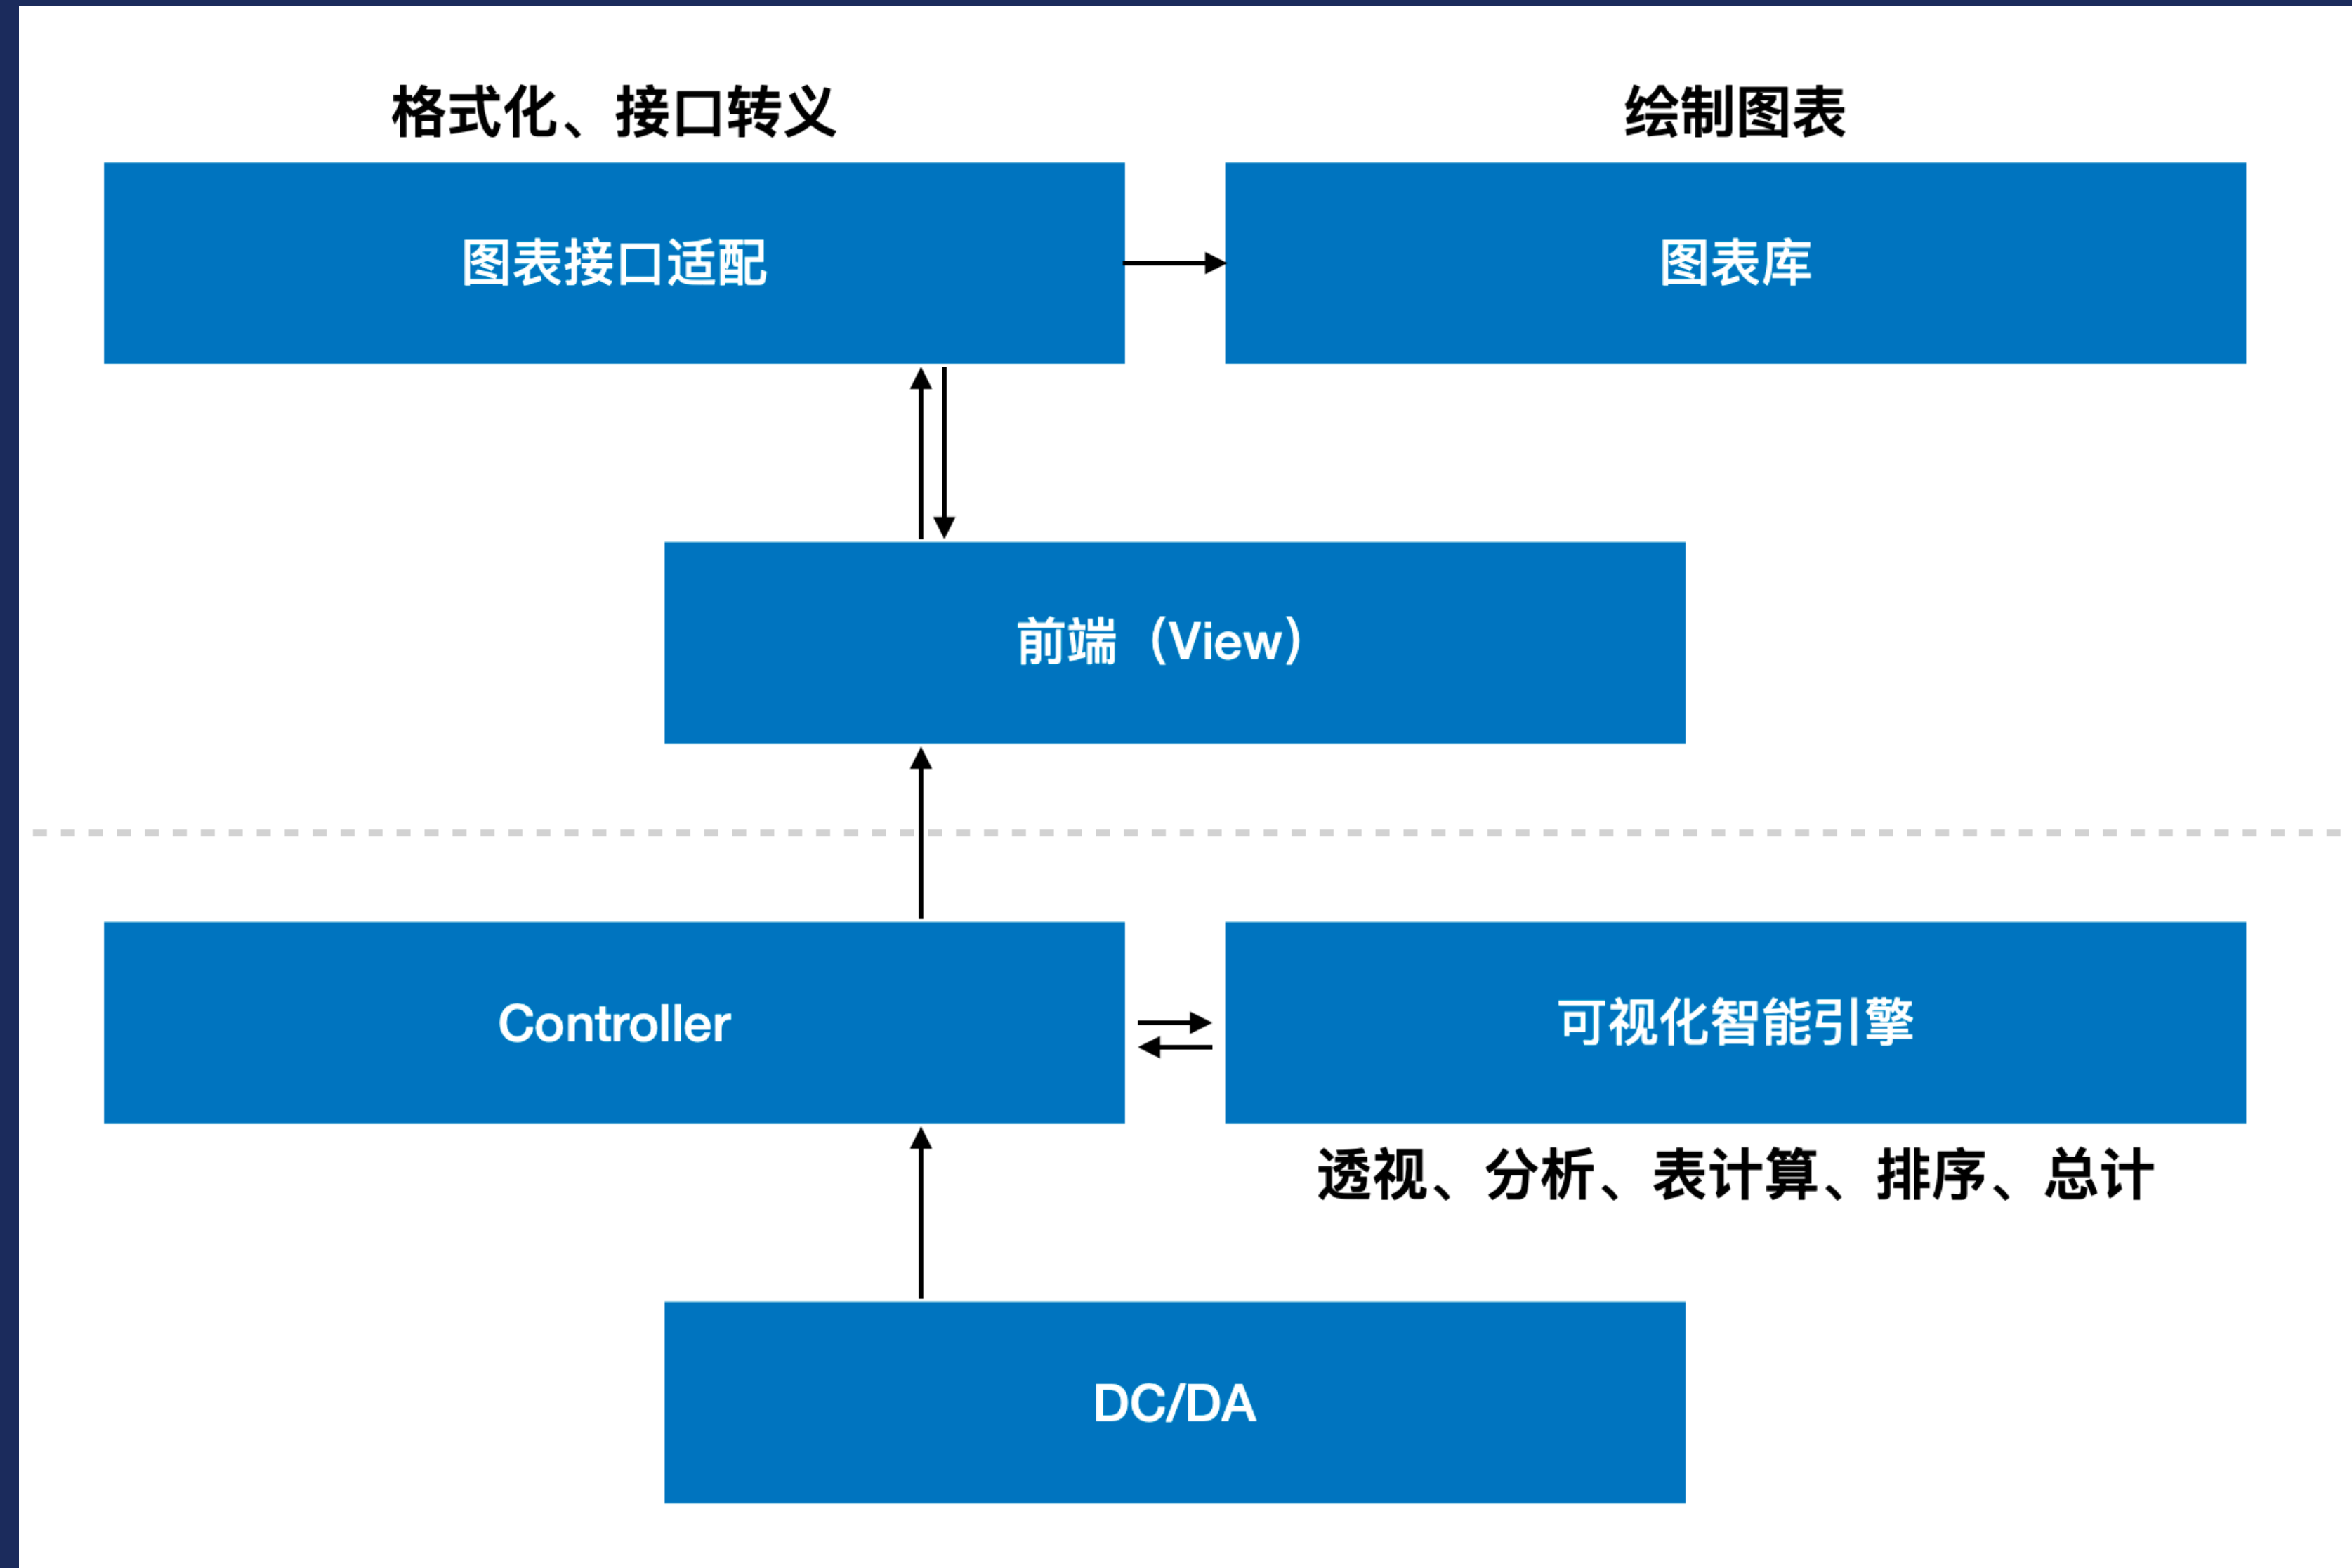 格式化、接口转义
绘制图表
图表接口适配
图表库
前端（View）
Controller
可视化智能引擎
透视、分析、表计算、排序、总计
DC/DA